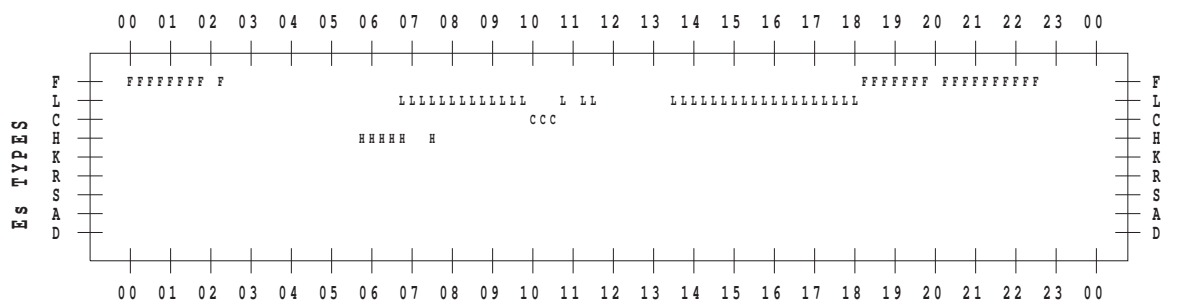 00 01 02 03 04 05 06 07 08 09 10 11 12 13 14 15 16 17 18 19 20 21 22 23 00
Es TYPES
F FFFFFFFF F FFFFFFF FFFFFFFFFF F
L LLLLLLLLLLLLL L LL LLLLLLLLLLLLLLLLLLL L
C CCC C
H HHHHH H H
K K
R R
S S
A A
D D
00 01 02 03 04 05 06 07 08 09 10 11 12 13 14 15 16 17 18 19 20 21 22 23 00